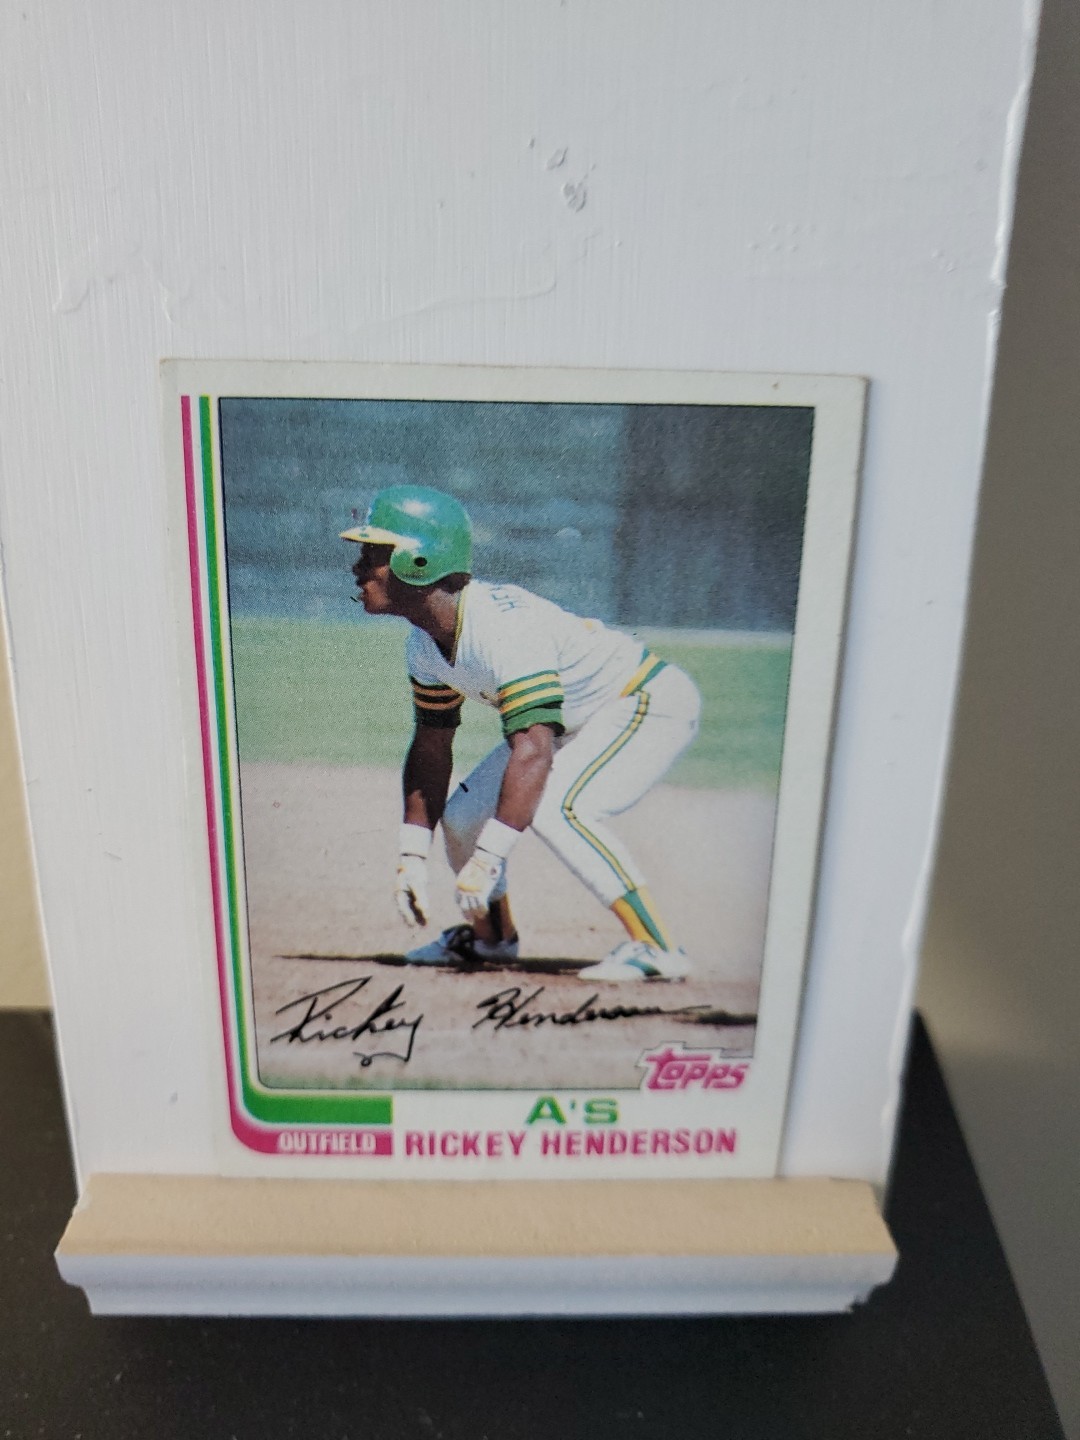 Rickey Henderson
Topps
A'S
OUTFIELD RICKEY HENDERSON